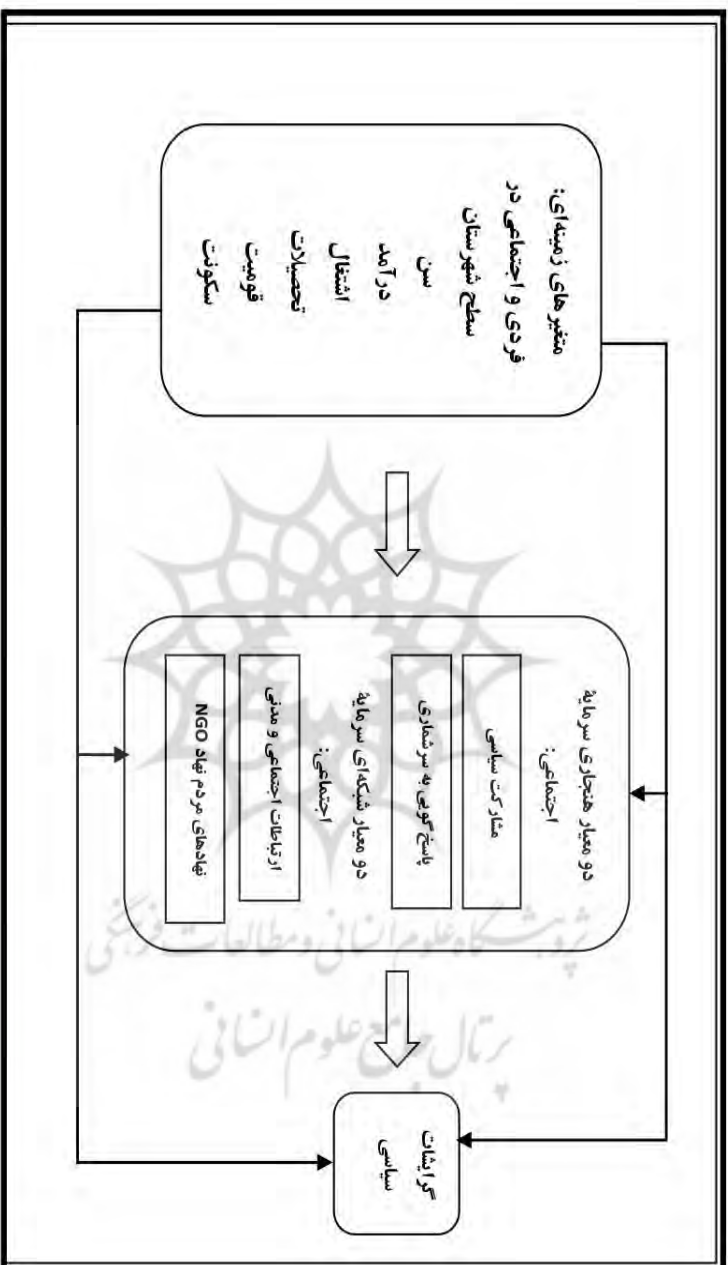 متغیرهای زمینه‌ای:
فردی و اجتماعی در
سطح شهرستان
سن
درآمد
اشتغال
تحصیلات
قومیت
سکونت
دو معیار هنجاری سرمایهٔ
اجتماعی:
مشارکت سیاسی
پاسخ گویی به سرشماری
دو معیار شبکه‌ای سرمایهٔ
اجتماعی:
ارتباطات اجتماعی و مدنی
نهادهای مردم نهاد NGO
گرایشات
سیاسی
پژوهشگاه علوم انسانی و مطالعات فرهنگی
پرتال جامع علوم انسانی